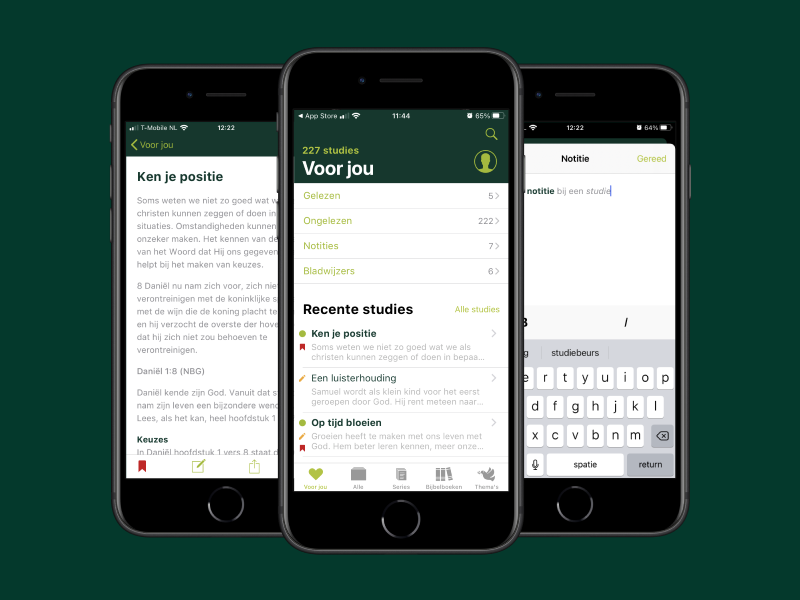 T-Mobile NL
12:22
Voor jou
Ken je positie
Soms weten we niet zo goed wat w
christen kunnen zeggen of doen in
situaties. Omstandigheden kunnen
onzeker maken. Het kennen van de
van het Woord dat Hij ons gegeven
helpt bij het maken van keuzes.
8 Daniël nu nam zich voor, zich niet
verontreinigen met de koninklijke s
met de wijn die de koning placht te
en hij verzocht de overste der hove
dat hij zich niet zou behoeven te
verontreinigen.
Daniël 1:8 (NBG)
Daniël kende zijn God. Vanuit dat s
nam zijn leven een bijzondere wend
Lees, als het kan, heel hoofdstuk 1
Keuzes
In Daniël hoofdstuk 1 vers 8 staat d
App Store
11:44
65%
227 studies
Voor jou
Gelezen 5
Ongelezen 222
Notities 7
Bladwijzers 6
Recente studies Alle studies
Ken je positie
Soms weten we niet zo goed wat we als
christen kunnen zeggen of doen in bepaa...
Een luisterhouding
Samuel wordt als klein kind voor het eerst
geroepen door God. Hij rent meteen naar...
Op tijd bloeien
Groeien heeft te maken met ons leven met
God. Hem beter leren kennen, meer onze...
Voor jou Alle Series Bijbelboeken Thema's
12:22
64%
Notitie Gereed
notitie bij een studie
B I
g studiebeurs
e r t y u i o p
d f g h j k l
x c v b n m
spatie return